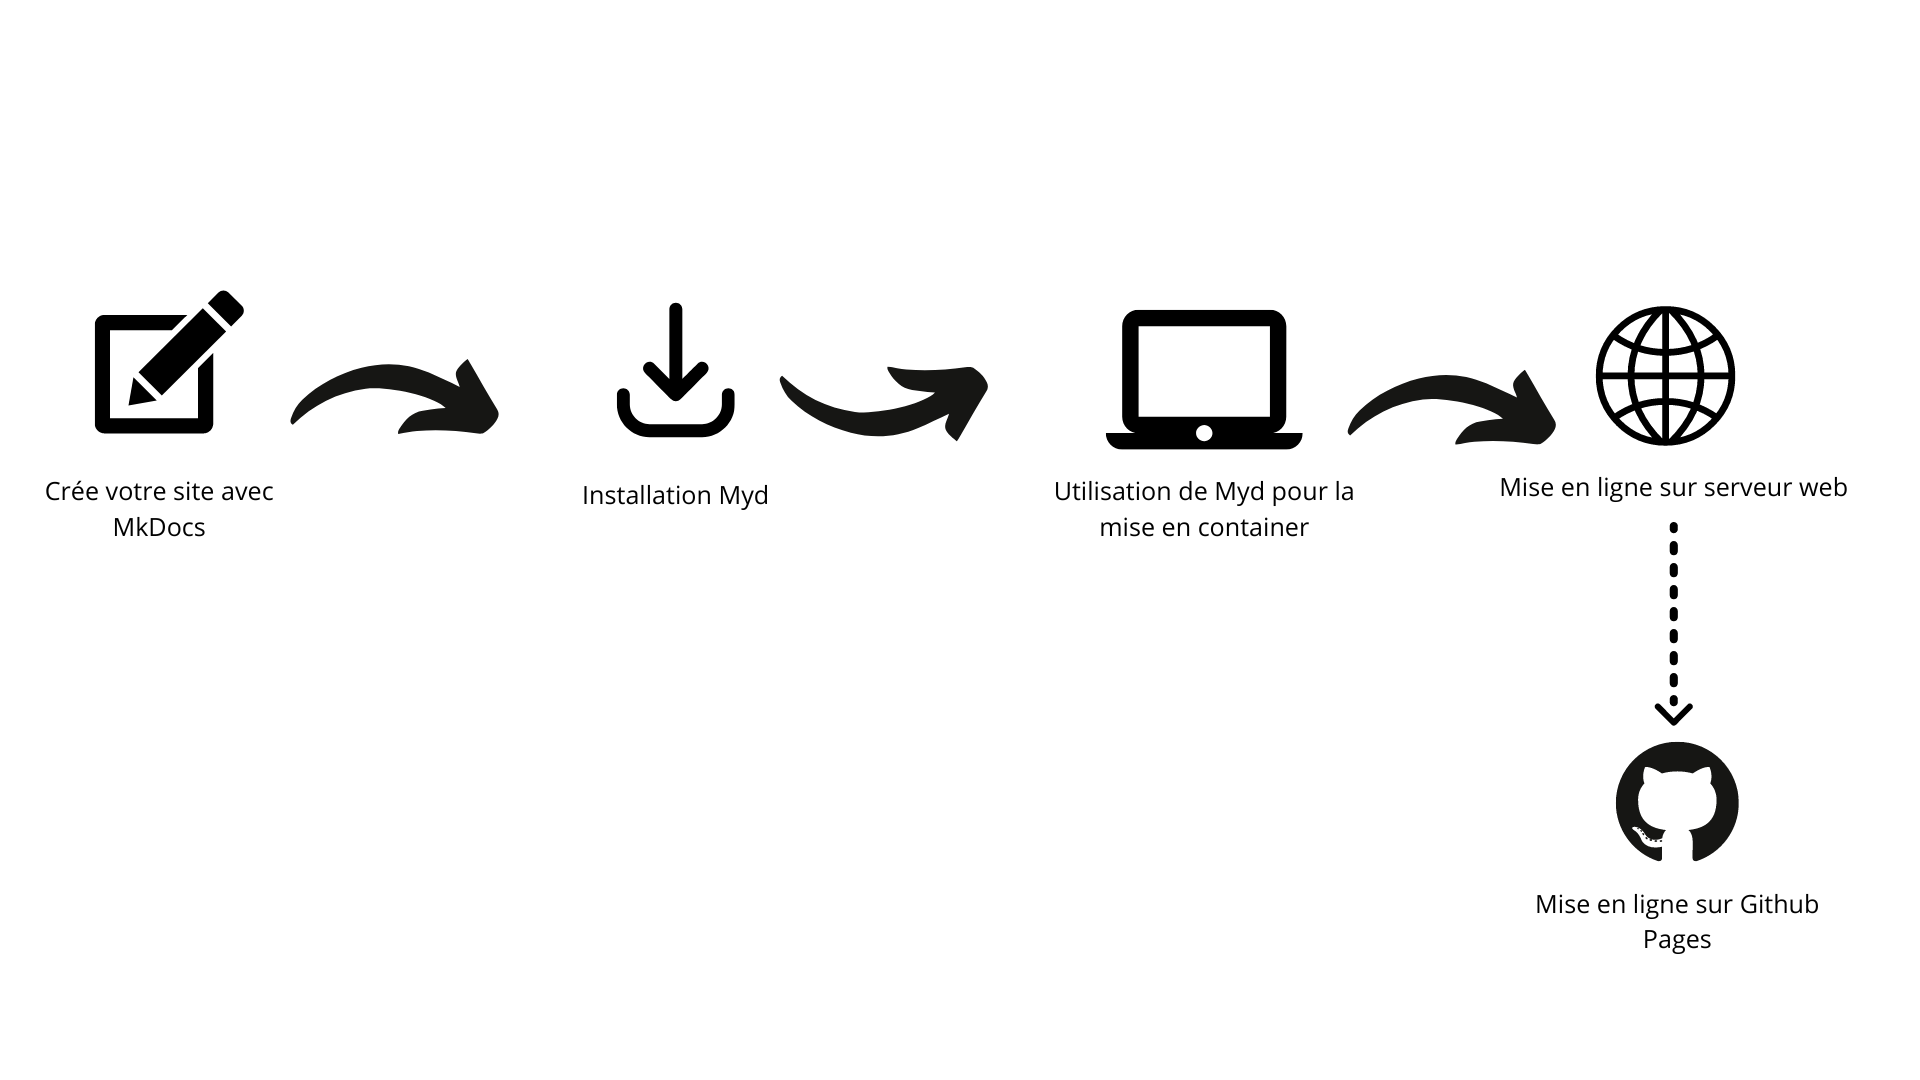 Crée votre site avec
MkDocs
Installation Myd
Utilisation de Myd pour la
mise en container
Mise en ligne sur serveur web
Mise en ligne sur Github
Pages